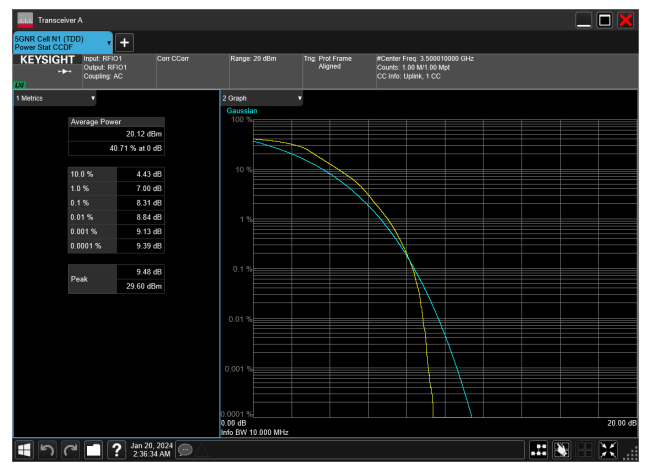 Transceiver A
5GNR Cell N1 (TDD)
Power Stat CCDF
KEYSIGHT
Input: RFIO1
Output: RFIO1
Coupling: AC
Corr CCorr
Range: 20 dBm
Trig: Prot Frame
Aligned
#Center Freq: 3.500010000 GHz
Counts: 1.00 M/1.00 Mpt
CC Info: Uplink, 1 CC
1 Metrics
Average Power
20.12 dBm
40.71 % at 0 dB
10.0 % 4.43 dB
1.0 % 7.00 dB
0.1 % 8.31 dB
0.01 % 8.84 dB
0.001 % 9.13 dB
0.0001 % 9.39 dB
Peak
9.48 dB
29.60 dBm
2 Graph
Gaussian
100 %
10 %
1 %
0.1 %
0.01 %
0.001 %
0.0001 %
0.00 dB
20.00 dB
Info BW 10.000 MHz
Jan 20, 2024
2:36:34 AM